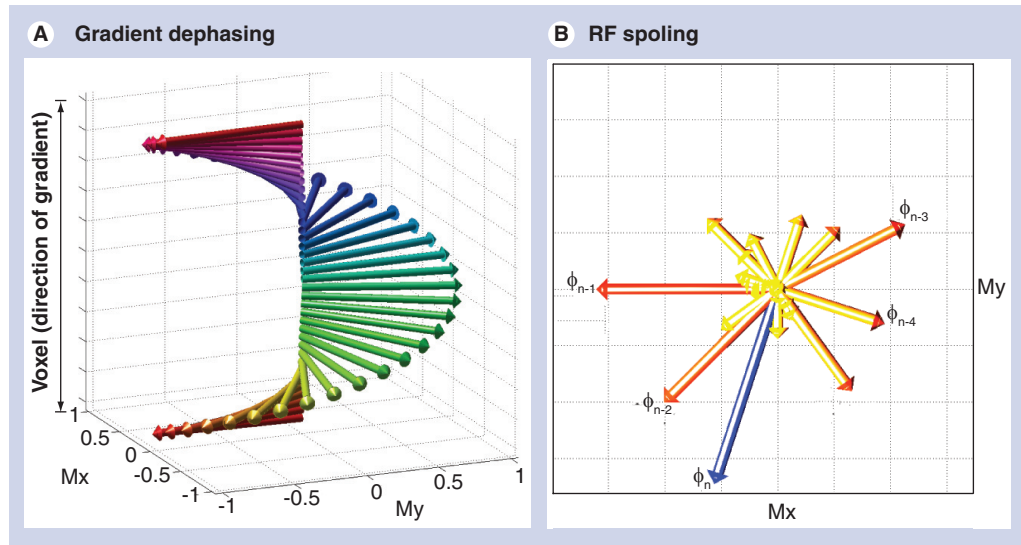 A Gradient dephasing
Voxel (direction of gradient)
1
0.5
0
-0.5
-1
Mx
-1
-0.5
0
0.5
1
My
B RF spoling
ϕn-3
ϕn-1
My
ϕn-4
ϕn-2
ϕn
Mx